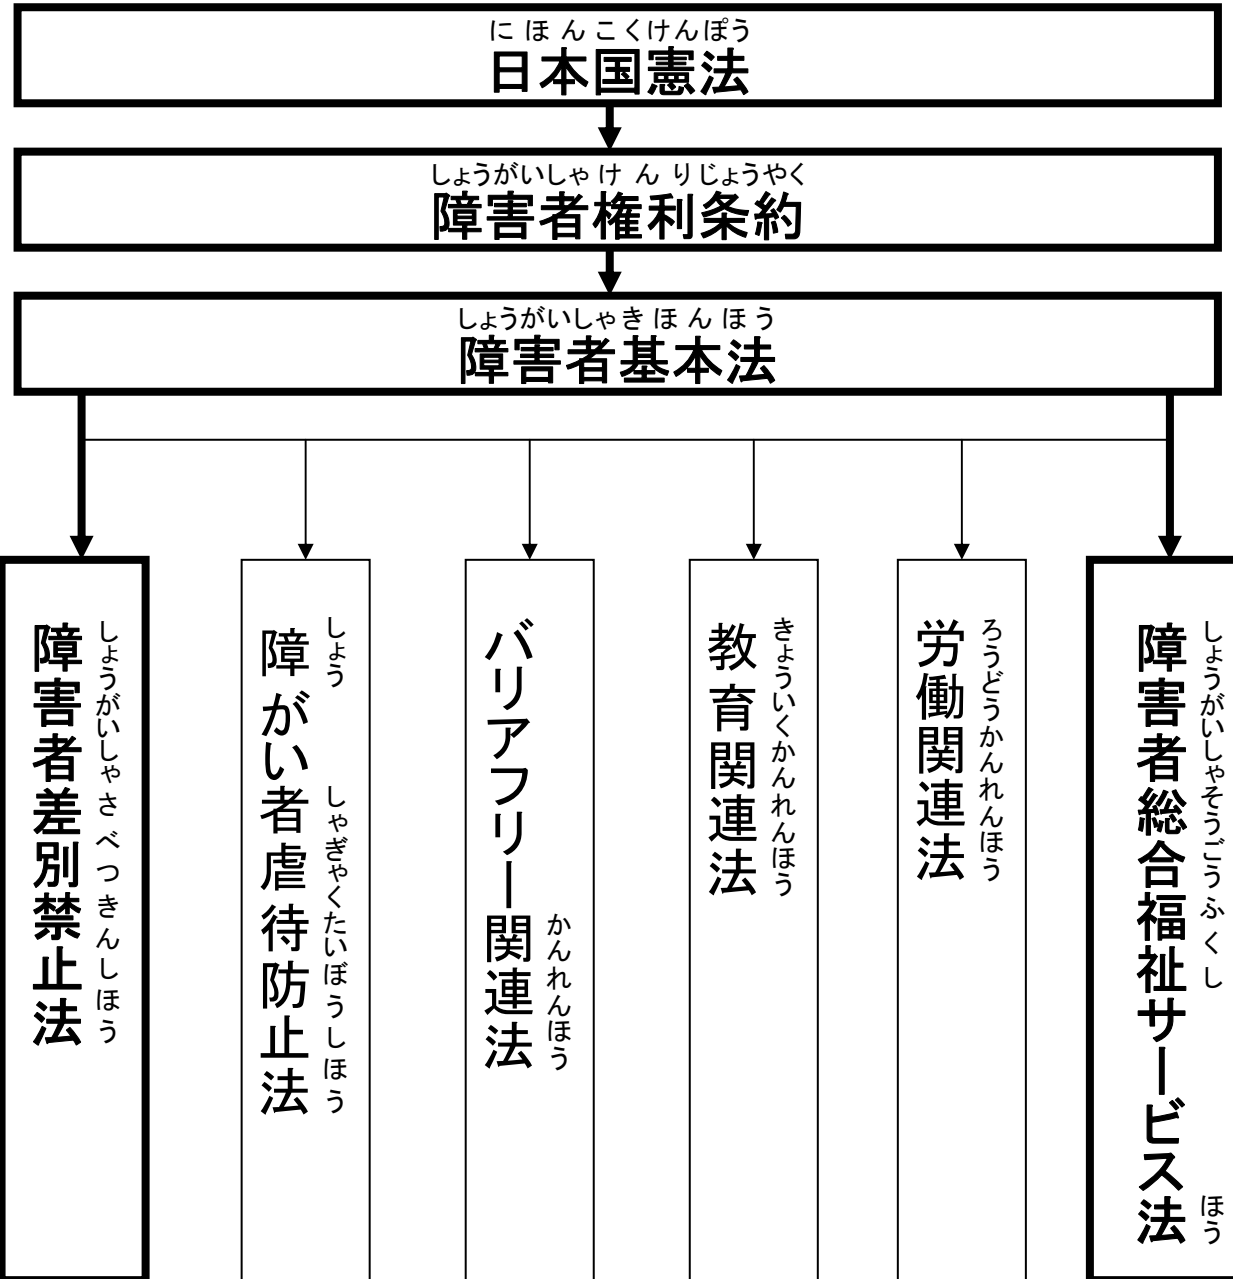 にほんこくけんぽう
日本国憲法
しょうがいしゃけんりじょうやく
障害者権利条約
しょうがいしゃきほんほう
障害者基本法
しょうがいしゃさべつきんしほう
障害者差別禁止法
しょう しゃぎゃくたいぼうしほう
障がい者虐待防止法
かんれんほう
バリアフリー関連法
きょういくかんれんほう
教育関連法
ろうどうかんれんほう
労働関連法
しょうがいしゃそうごうふくし ほう
障害者総合福祉サービス法